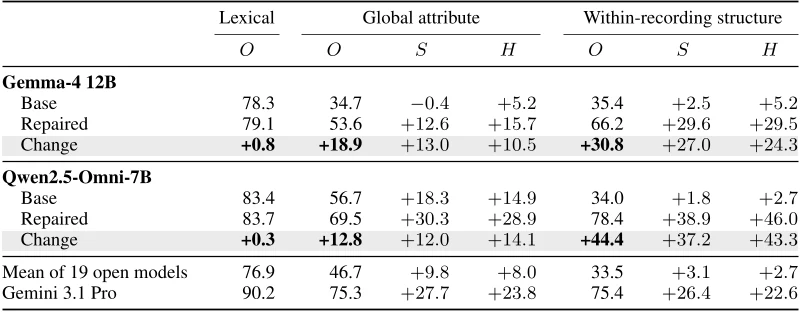 Lexical Global attribute Within-recording structure
O O S H O S H
Gemma-4 12B
Base 78.3 34.7 −0.4 +5.2 35.4 +2.5 +5.2
Repaired 79.1 53.6 +12.6 +15.7 66.2 +29.6 +29.5
Change +0.8 +18.9 +13.0 +10.5 +30.8 +27.0 +24.3
Qwen2.5-Omni-7B
Base 83.4 56.7 +18.3 +14.9 34.0 +1.8 +2.7
Repaired 83.7 69.5 +30.3 +28.9 78.4 +38.9 +46.0
Change +0.3 +12.8 +12.0 +14.1 +44.4 +37.2 +43.3
Mean of 19 open models 76.9 46.7 +9.8 +8.0 33.5 +3.1 +2.7
Gemini 3.1 Pro 90.2 75.3 +27.7 +23.8 75.4 +26.4 +22.6